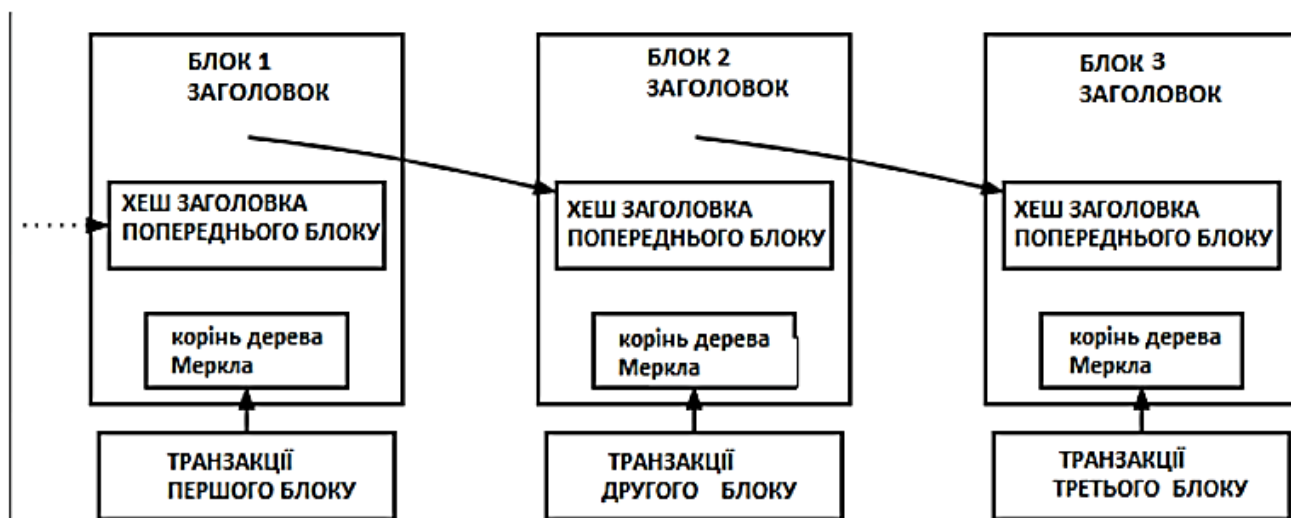 БЛОК 1
ЗАГОЛОВОК
ХЕШ ЗАГОЛОВКА
ПОПЕРЕДНЬОГО БЛОКУ
корінь дерева
Меркла
ТРАНЗАКЦІЇ
ПЕРШОГО БЛОКУ
БЛОК 2
ЗАГОЛОВОК
ХЕШ ЗАГОЛОВКА
ПОПЕРЕДНЬОГО БЛОКУ
корінь дерева
Меркла
ТРАНЗАКЦІЇ
ДРУГОГО БЛОКУ
БЛОК 3
ЗАГОЛОВОК
ХЕШ ЗАГОЛОВКА
ПОПЕРЕДНЬОГО БЛОКУ
корінь дерева
Меркла
ТРАНЗАКЦІЇ
ТРЕТЬОГО БЛОКУ